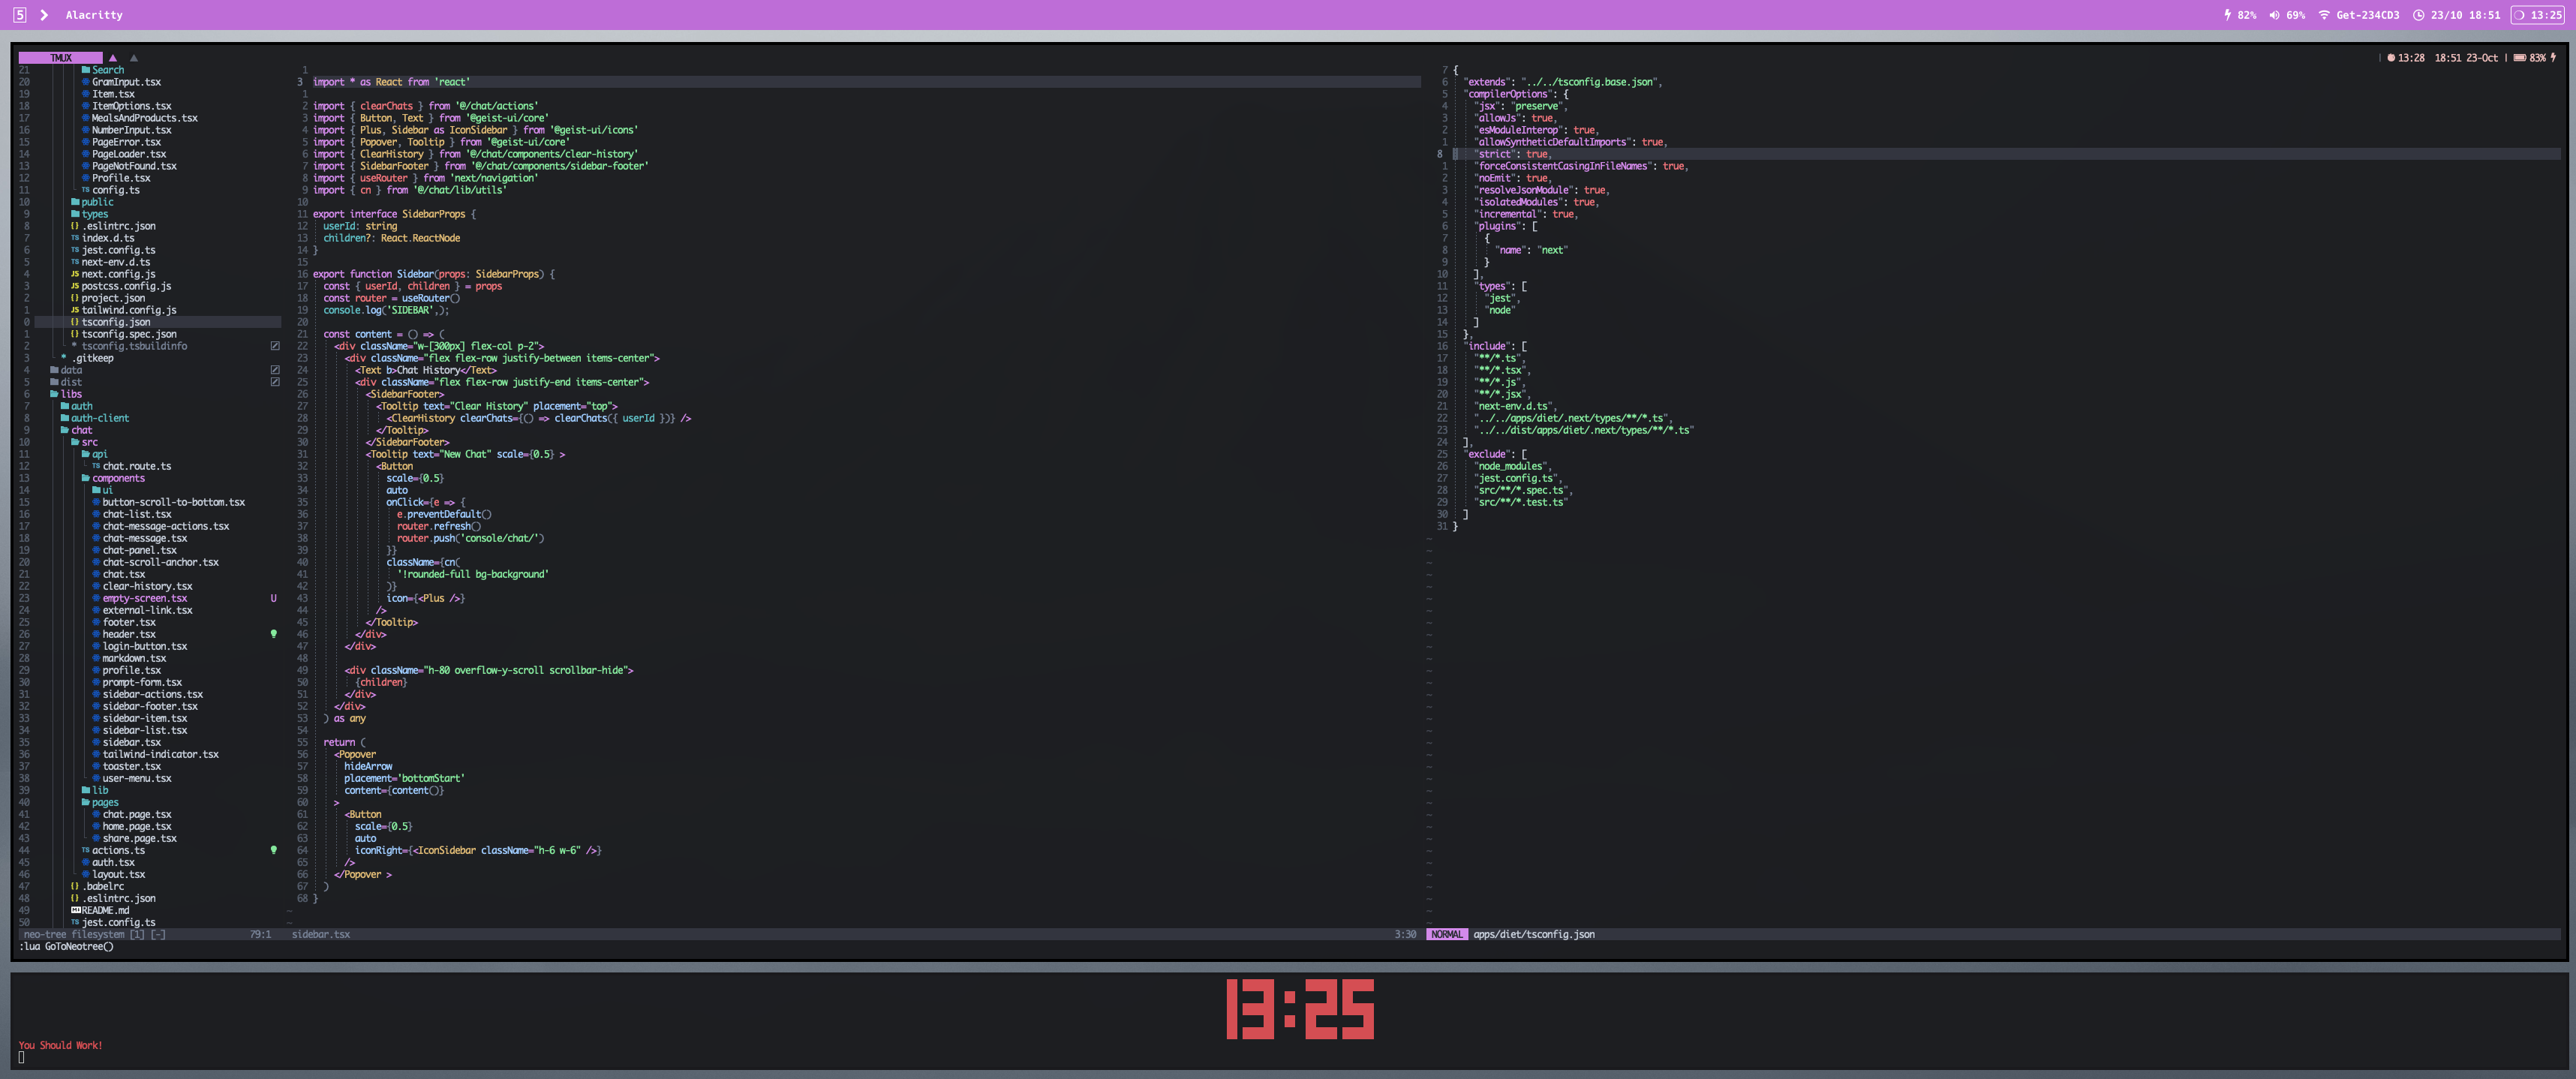 5 Alacritty 82% 69% Get-234CD3 23/10 18:51 13:25
TMUX
13:28 18:51 23-Oct | 83%
21 Search
20 GramInput.tsx
19 Item.tsx
18 ItemOptions.tsx
17 MealsAndProducts.tsx
16 NumberInput.tsx
15 PageError.tsx
14 PageLoader.tsx
13 PageNotFound.tsx
12 Profile.tsx
11 TS config.ts
10 public
9 types
8 {} .eslintrc.json
7 TS index.d.ts
6 TS jest.config.ts
5 TS next-env.d.ts
4 JS next.config.js
3 JS postcss.config.js
2 {} project.json
1 JS tailwind.config.js
0 {} tsconfig.json
1 {} tsconfig.spec.json
2 * tsconfig.tsbuildinfo
3 * .gitkeep
4 data
5 dist
6 libs
7 auth
8 auth-client
9 chat
10 src
11 api
12 TS chat.route.ts
13 components
14 ui
15 button-scroll-to-bottom.tsx
16 chat-list.tsx
17 chat-message-actions.tsx
18 chat-message.tsx
19 chat-panel.tsx
20 chat-scroll-anchor.tsx
21 chat.tsx
22 clear-history.tsx
23 empty-screen.tsx U
24 external-link.tsx
25 footer.tsx
26 header.tsx
27 login-button.tsx
28 markdown.tsx
29 profile.tsx
30 prompt-form.tsx
31 sidebar-actions.tsx
32 sidebar-footer.tsx
33 sidebar-item.tsx
34 sidebar-list.tsx
35 sidebar.tsx
36 tailwind-indicator.tsx
37 toaster.tsx
38 user-menu.tsx
39 lib
40 pages
41 chat.page.tsx
42 home.page.tsx
43 share.page.tsx
44 TS actions.ts
45 auth.tsx
46 layout.tsx
47 {} .babelrc
48 {} .eslintrc.json
49 README.md
50 TS jest.config.ts
neo-tree filesystem [1] [-] 79:1
:lua GoToNeotree()
1
3 import * as React from 'react'
1
2 import { clearChats } from '@/chat/actions'
3 import { Button, Text } from '@geist-ui/core'
4 import { Plus, Sidebar as IconSidebar } from '@geist-ui/icons'
5 import { Popover, Tooltip } from '@geist-ui/core'
6 import { ClearHistory } from '@/chat/components/clear-history'
7 import { SidebarFooter } from '@/chat/components/sidebar-footer'
8 import { useRouter } from 'next/navigation'
9 import { cn } from '@/chat/lib/utils'
10
11 export interface SidebarProps {
12 userId: string
13 children?: React.ReactNode
14 }
15
16 export function Sidebar(props: SidebarProps) {
17 const { userId, children } = props
18 const router = useRouter()
19 console.log('SIDEBAR',);
20
21 const content = () => (
22 <div className="w-[300px] flex-col p-2">
23 <div className="flex flex-row justify-between items-center">
24 <Text b>Chat History</Text>
25 <div className="flex flex-row justify-end items-center">
26 <SidebarFooter>
27 <Tooltip text="Clear History" placement="top">
28 <ClearHistory clearChats={() => clearChats({ userId })} />
29 </Tooltip>
30 </SidebarFooter>
31 <Tooltip text="New Chat" scale={0.5} >
32 <Button
33 scale={0.5}
34 auto
35 onClick={e => {
36 e.preventDefault()
37 router.refresh()
38 router.push('console/chat/')
39 }}
40 className={cn(
41 '!rounded-full bg-background'
42 )}
43 icon={<Plus />}
44 />
45 </Tooltip>
46 </div>
47 </div>
48
49 <div className="h-80 overflow-y-scroll scrollbar-hide">
50 {children}
51 </div>
52 </div>
53 ) as any
54
55 return (
56 <Popover
57 hideArrow
58 placement='bottomStart'
59 content={content()}
60 >
61 <Button
62 scale={0.5}
63 auto
64 iconRight={<IconSidebar className="h-6 w-6" />}
65 />
66 </Popover >
67 )
68 }
sidebar.tsx 3:30
7 {
6 "extends": "../../tsconfig.base.json",
5 "compilerOptions": {
4 "jsx": "preserve",
3 "allowJs": true,
2 "esModuleInterop": true,
1 "allowSyntheticDefaultImports": true,
8 "strict": true,
1 "forceConsistentCasingInFileNames": true,
2 "noEmit": true,
3 "resolveJsonModule": true,
4 "isolatedModules": true,
5 "incremental": true,
6 "plugins": [
7 {
8 "name": "next"
9 }
10 ],
11 "types": [
12 "jest",
13 "node"
14 ]
15 },
16 "include": [
17 "**/*.ts",
18 "**/*.tsx",
19 "**/*.js",
20 "**/*.jsx",
21 "next-env.d.ts",
22 "../../apps/diet/.next/types/**/*.ts",
23 "../../dist/apps/diet/.next/types/**/*.ts"
24 ],
25 "exclude": [
26 "node_modules",
27 "jest.config.ts",
28 "src/**/*.spec.ts",
29 "src/**/*.test.ts"
30 ]
31 }
NORMAL apps/diet/tsconfig.json
13:25
You Should Work!